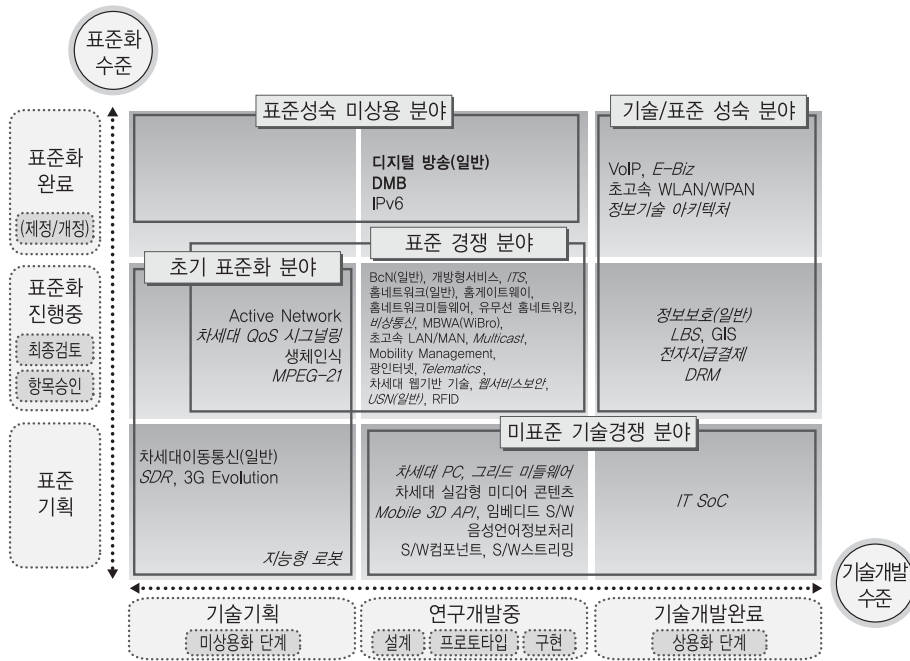 표준화
수준
표준성숙 미상용 분야
기술/표준 성숙 분야
표준화
완료
(제정/개정)
디지털 방송(일반)
DMB
IPv6
VoIP, E-Biz
초고속 WLAN/WPAN
정보기술 아키텍처
표준 경쟁 분야
초기 표준화 분야
표준화
진행중
최종검토
항목승인
Active Network
차세대 QoS 시그널링
생체인식
MPEG-21
BcN(일반), 개방형서비스, ITS,
홈네트워크(일반), 홈게이트웨이,
홈네트워크미들웨어, 유무선 홈네트워킹,
비상통신, MBWA(WiBro),
초고속 LAN/MAN, Multicast,
Mobility Management,
광인터넷, Telematics,
차세대 웹기반 기술, 웹서비스보안,
USN(일반), RFID
정보보호(일반)
LBS, GIS
전자지급결제
DRM
미표준 기술경쟁 분야
표준
기획
차세대이동통신(일반)
SDR, 3G Evolution
지능형 로봇
차세대 PC, 그리드 미들웨어
차세대 실감형 미디어 콘텐츠
Mobile 3D API, 임베디드 S/W
음성언어정보처리
S/W컴포넌트, S/W스트리밍
IT SoC
기술개발
수준
기술기획
미상용화 단계
연구개발중
설계 프로토타입 구현
기술개발완료
상용화 단계